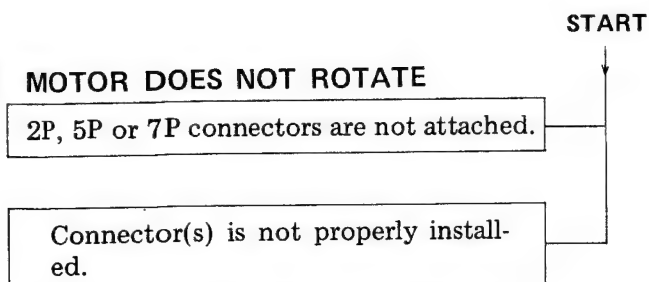 START
MOTOR DOES NOT ROTATE
2P, 5P or 7P connectors are not attached.
Connector(s) is not properly install-
ed.